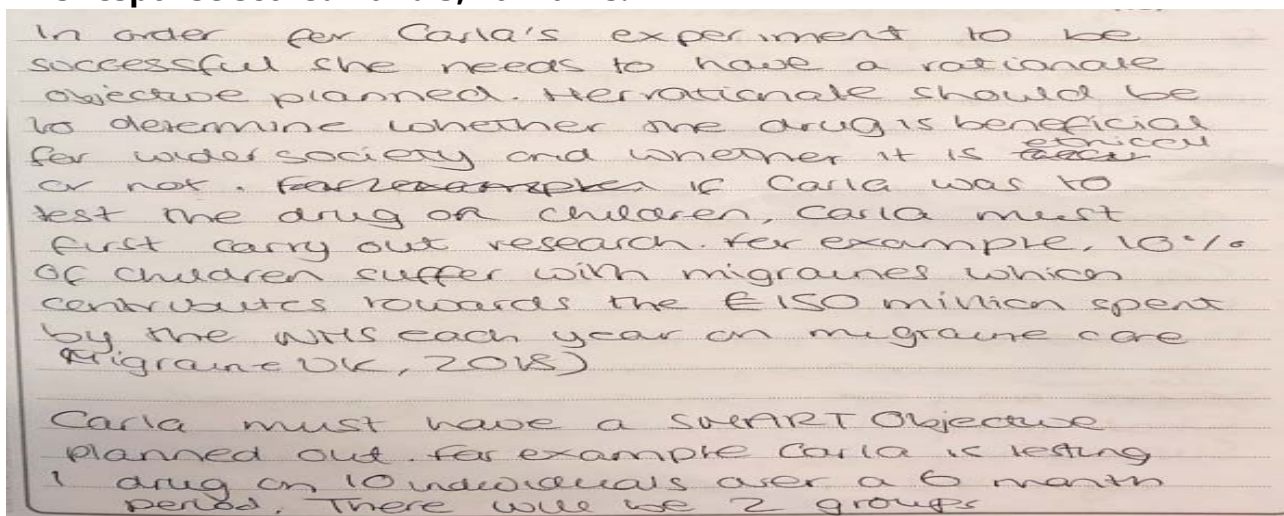 In order for Carla's experiment to be
successful she needs to have a rationale
objective planned. Her rationale should be
to determine whether the drug is beneficial
for wider society and whether it is ethical
or not. For example if Carla was to
test the drug on children, Carla must
first carry out research. For example, 10%
of children suffer with migraines which
contributes towards the £150 million spent
by the NHS each year on migraine care
Migraine UK, 2018)
Carla must have a SMART Objective
planned out. For example Carla is testing
1 drug on 10 individuals over a 6 month
period. There will be 2 groups